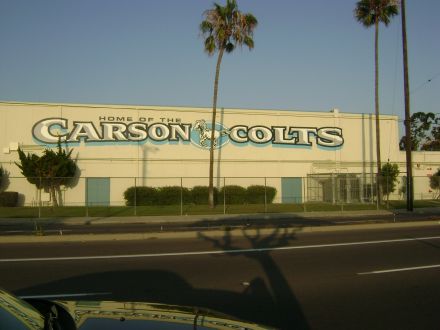 HOME OF THE
CARSON COLTS